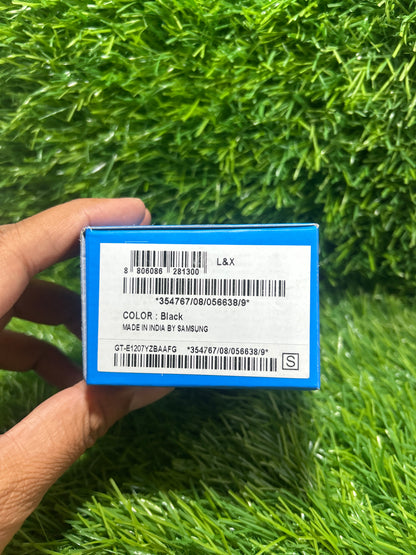 L&X
8 806086 281300
*354767/08/056638/9*
COLOR : Black
MADE IN INDIA BY SAMSUNG
GT-E1207YZBAAFG *354767/08/056638/9*
S